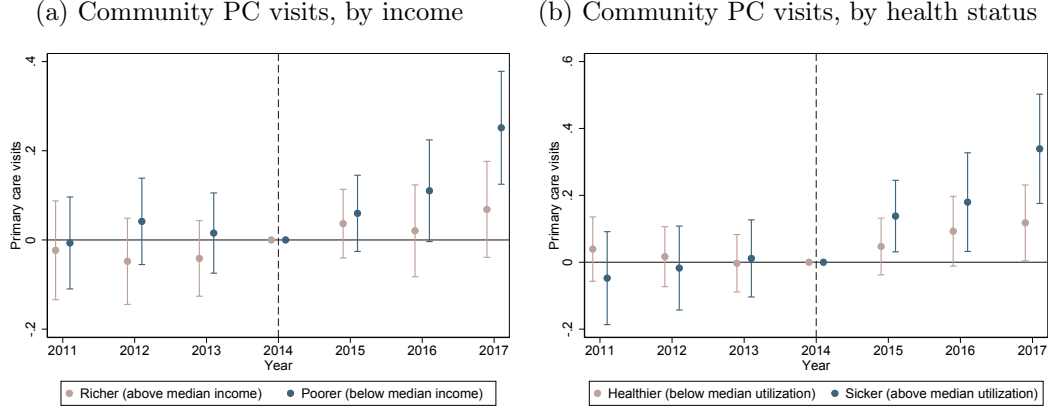 (a) Community PC visits, by income
Primary care visits
.4
.2
0
-.2
2011 2012 2013 2014 2015 2016 2017
Year
Richer (above median income) Poorer (below median income)
(b) Community PC visits, by health status
Primary care visits
.6
.4
.2
0
-.2
2011 2012 2013 2014 2015 2016 2017
Year
Healthier (below median utilization) Sicker (above median utilization)